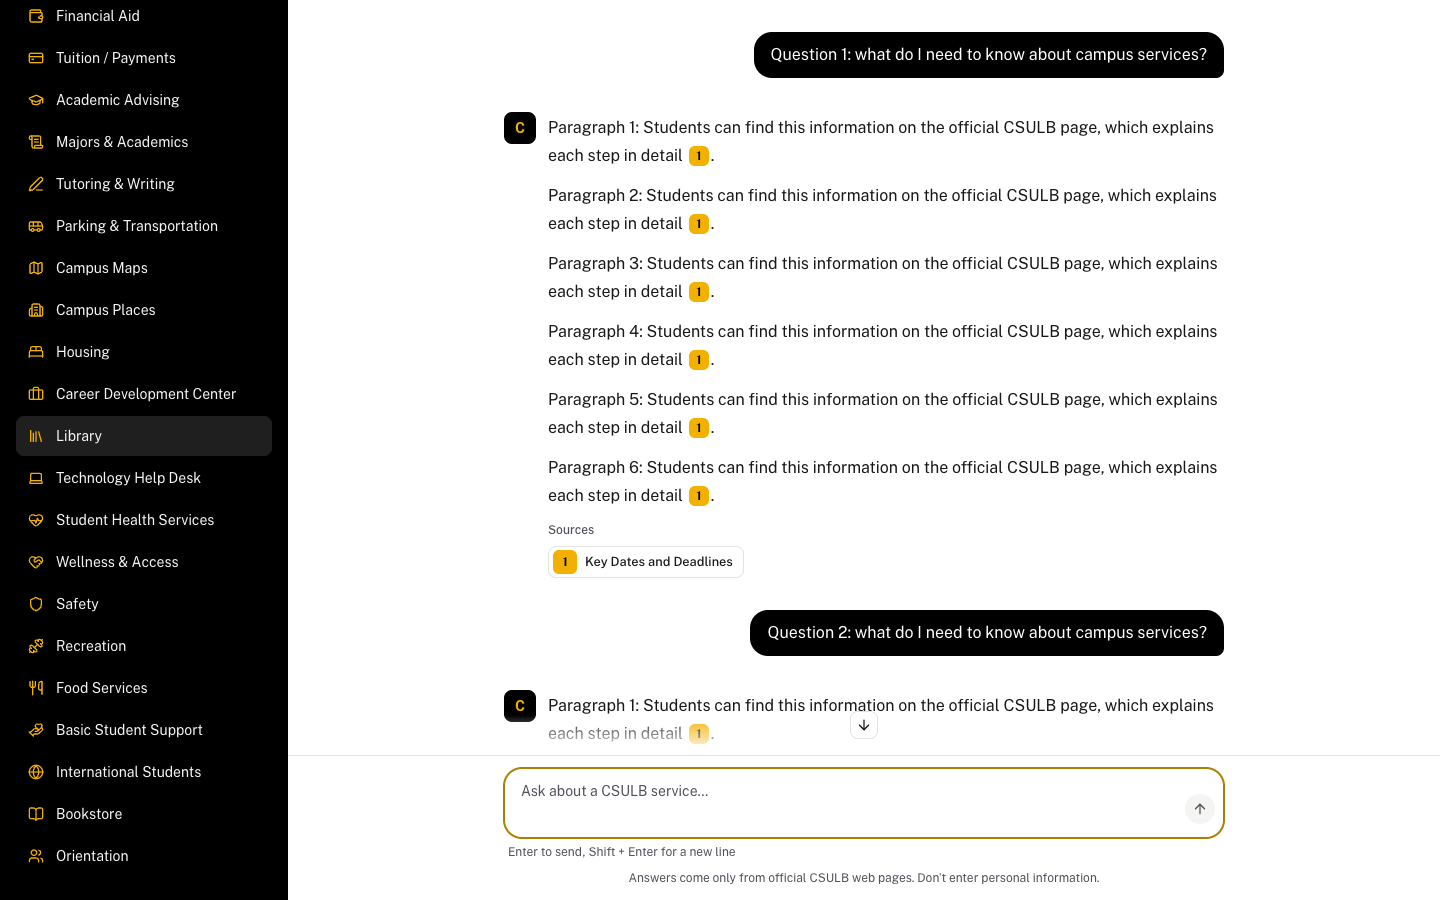 Financial Aid
Tuition / Payments
Academic Advising
Majors & Academics
Tutoring & Writing
Parking & Transportation
Campus Maps
Campus Places
Housing
Career Development Center
Library
Technology Help Desk
Student Health Services
Wellness & Access
Safety
Recreation
Food Services
Basic Student Support
International Students
Bookstore
Orientation
Question 1: what do I need to know about campus services?
C
Paragraph 1: Students can find this information on the official CSULB page, which explains
each step in detail 1.
Paragraph 2: Students can find this information on the official CSULB page, which explains
each step in detail 1.
Paragraph 3: Students can find this information on the official CSULB page, which explains
each step in detail 1.
Paragraph 4: Students can find this information on the official CSULB page, which explains
each step in detail 1.
Paragraph 5: Students can find this information on the official CSULB page, which explains
each step in detail 1.
Paragraph 6: Students can find this information on the official CSULB page, which explains
each step in detail 1.
Sources
1 Key Dates and Deadlines
Question 2: what do I need to know about campus services?
C
Paragraph 1: Students can find this information on the official CSULB page, which explains
each step in detail 1.
Ask about a CSULB service...
Enter to send, Shift + Enter for a new line
Answers come only from official CSULB web pages. Don't enter personal information.